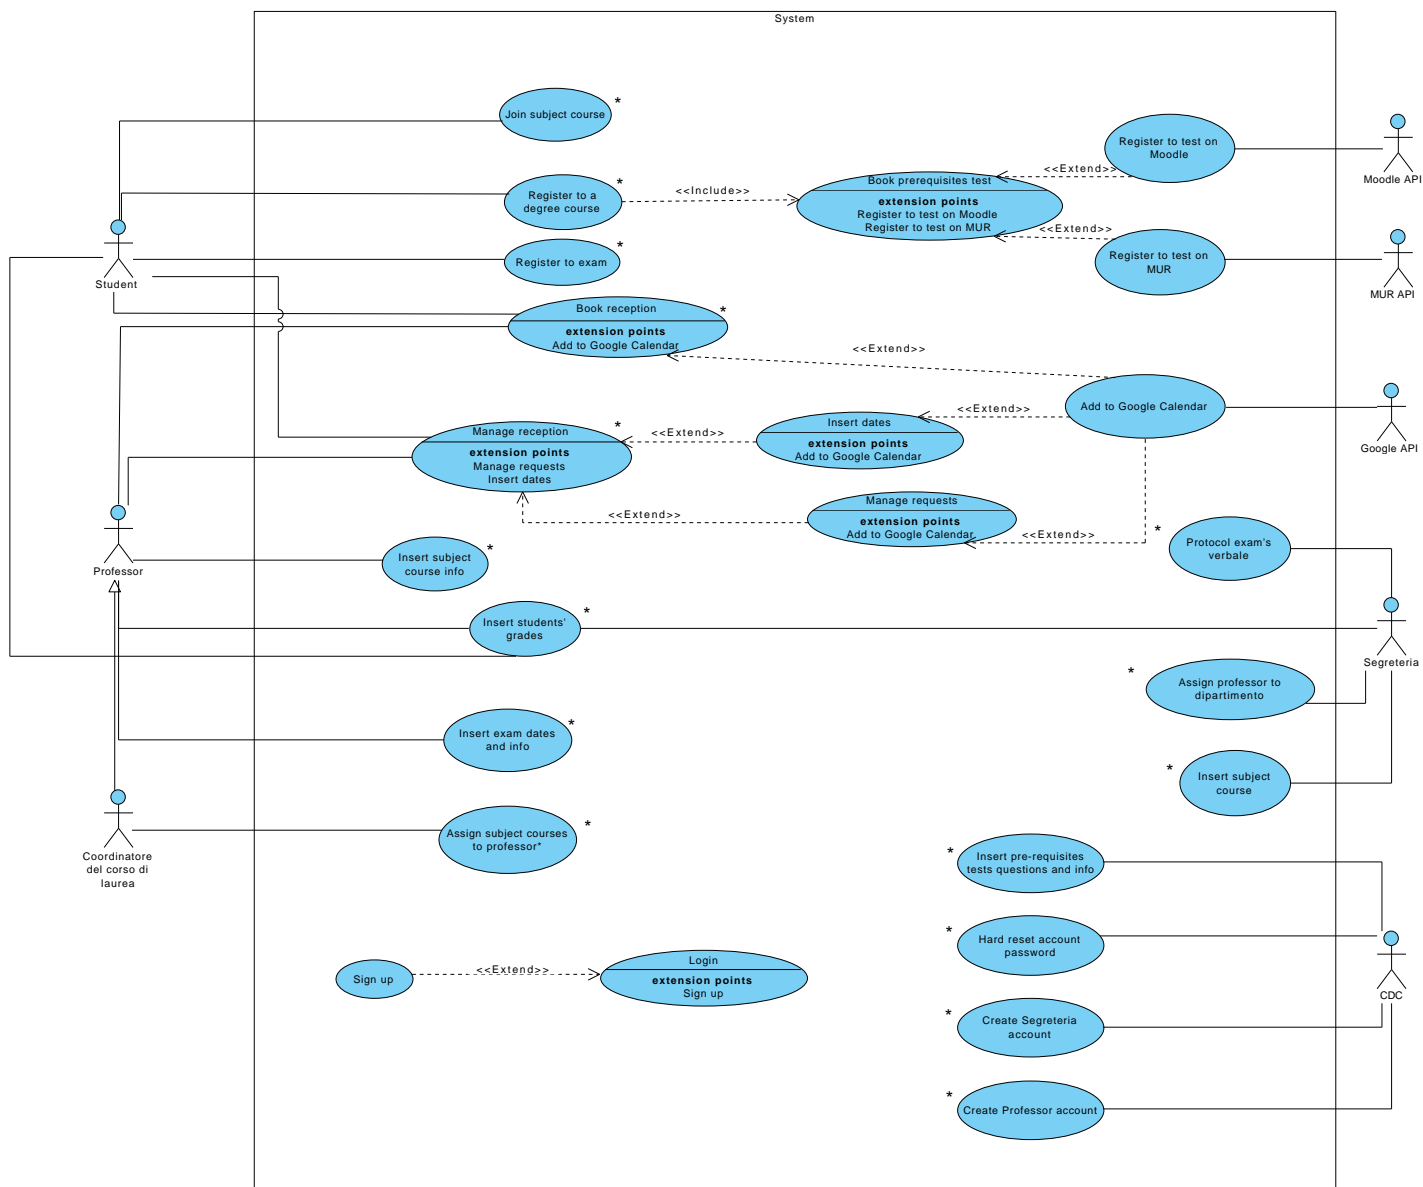 System
Join subject course
*
Register to test on
Moodle
Moodle API
<<Extend>>
Register to a
degree course
*
<<Include>>
Book prerequisites test
extension points
Register to test on Moodle
Register to test on MUR
<<Extend>>
Register to test on
MUR
MUR API
Student
Register to exam
*
Book reception
extension points
Add to Google Calendar
*
<<Extend>>
Add to Google Calendar
Google API
Manage reception
extension points
Manage requests
Insert dates
*
<<Extend>>
Insert dates
extension points
Add to Google Calendar
<<Extend>>
<<Extend>>
Manage requests
extension points
Add to Google Calendar
<<Extend>>
*
Protocol exam's
verbale
Professor
Insert subject
course info
*
Insert students'
grades
*
Segreteria
*
Assign professor to
dipartimento
Insert exam dates
and info
*
*
Insert subject
course
Coordinatore
del corso di
laurea
Assign subject courses
to professor*
*
*
Insert pre-requisites
tests questions and info
*
Hard reset account
password
CDC
Sign up
<<Extend>>
Login
extension points
Sign up
*
Create Segreteria
account
*
Create Professor account